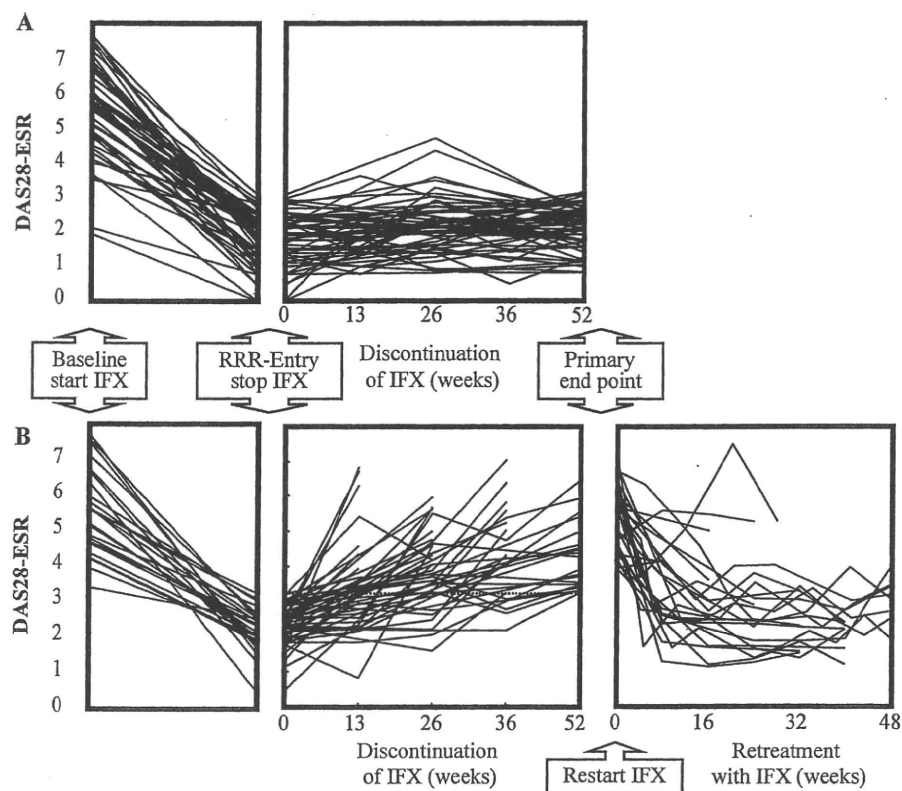 A
DAS28-ESR
7
6
5
4
3
2
1
0
0 13 26 36 52
Baseline
start IFX
RRR-Entry
stop IFX
Discontinuation
of IFX (weeks)
Primary
end point
B
DAS28-ESR
7
6
5
4
3
2
1
0
0 13 26 36 52
0 16 32 48
Discontinuation
of IFX (weeks)
Restart IFX
Retreatment
with IFX (weeks)